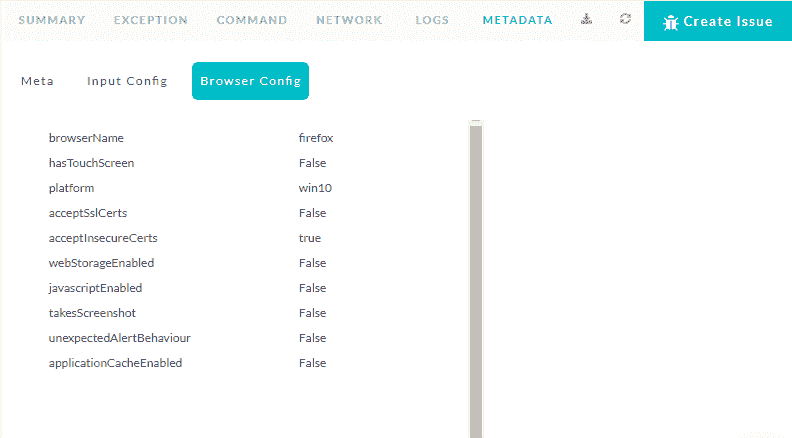 SUMMARY EXCEPTION COMMAND NETWORK LOGS METADATA Create Issue
Meta Input Config Browser Config
browserName firefox
hasTouchScreen False
platform win10
acceptSslCerts False
acceptInsecureCerts true
webStorageEnabled False
javascriptEnabled False
takesScreenshot False
unexpectedAlertBehaviour False
applicationCacheEnabled False